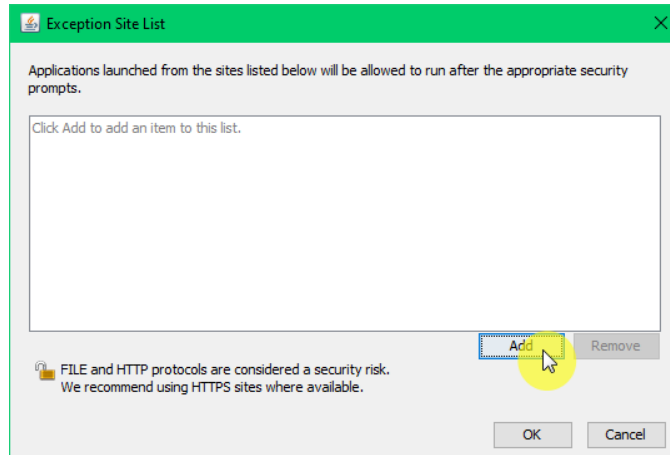 Exception Site List
Applications launched from the sites listed below will be allowed to run after the appropriate security
prompts.
Click Add to add an item to this list.
Add
Remove
FILE and HTTP protocols are considered a security risk.
We recommend using HTTPS sites where available.
OK
Cancel